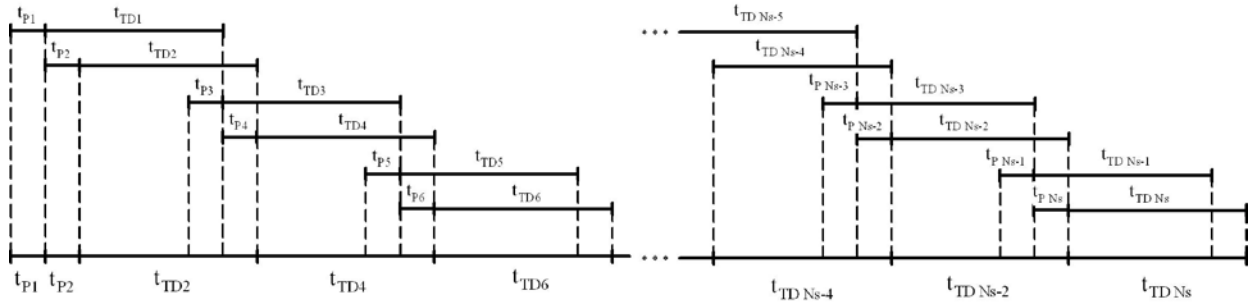 tP1 tTD1 ... tTD Ns-5
tP2 tTD2 tTD Ns-4
tP3 tTD3 tP Ns-3 tTD Ns-3
tP4 tTD4 tP Ns-2 tTD Ns-2
tP5 tTD5 tP Ns-1 tTD Ns-1
tP6 tTD6 tP Ns tTD Ns
...
tP1 tP2 tTD2 tTD4 tTD6 tTD Ns-4 tTD Ns-2 tTD Ns